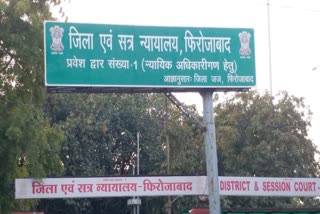 जिला एवं सत्र न्यायालय, फिरोजाबाद
प्रवेश द्वार संख्या-1 (न्यायिक अधिकारीगण हेतु)
आज्ञानुसारः जिला जज, फिरोजाबाद
जिला एवं सत्र न्यायालय-फिरोजाबाद
DISTRICT & SESSION COURT-